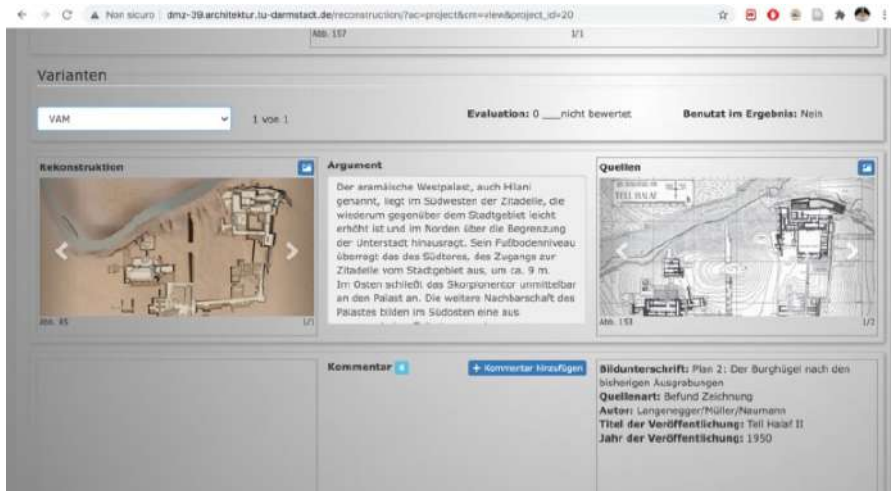 Non sicuro | dmz-39.architektur.tu-darmstadt.de/reconstruction/?ac=project&cm=view&project_id=20
Abb. 157
1/1
Varianten
VAM
1 von 1
Evaluation: 0 ___nicht bewertet
Benutzt im Ergebnis: Nein
Rekonstruktion
Argument
Quellen
Der aramäische Westpalast, auch Hilani
genannt, liegt im Südwesten der Zitadelle, die
wiederum gegenüber dem Stadtgebiet leicht
erhöht ist und im Norden über die Begrenzung
der Unterstadt hinausragt. Sein Fußbodenniveau
überragt das des Südtores, des Zugangs zur
Zitadelle vom Stadtgebiet aus, um ca. 9 m.
Im Osten schließt das Skorpionentor unmittelbar
an den Palast an. Die weitere Nachbarschaft des
Palastes bilden im Südosten eine aus
TELL HALAF
Abb. 45
1/1
Abb. 153
1/2
Kommentar
+ Kommentar hinzufügen
Bildunterschrift: Plan 2: Der Burghügel nach den
bisherigen Ausgrabungen
Quellenart: Befund Zeichnung
Autor: Langenegger/Müller/Naumann
Titel der Veröffentlichung: Tell Halaf II
Jahr der Veröffentlichung: 1950